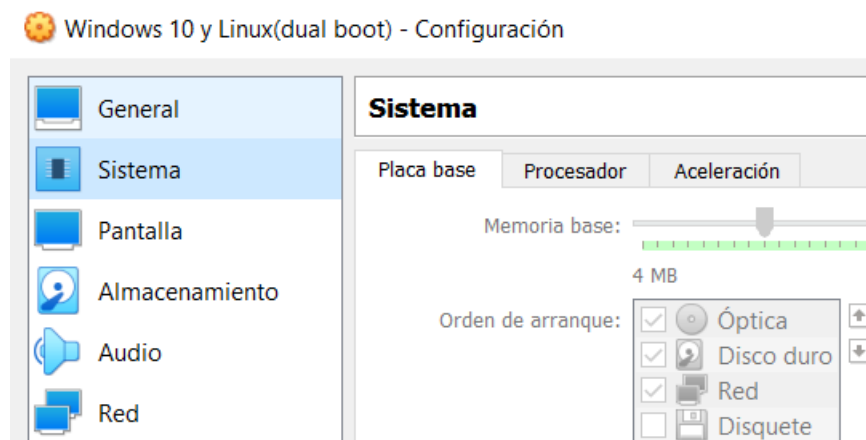 Windows 10 y Linux(dual boot) - Configuración
General
Sistema
Pantalla
Almacenamiento
Audio
Red
Sistema
Placa base Procesador Aceleración
Memoria base:
4 MB
Orden de arranque:
Óptica
Disco duro
Red
Disquete